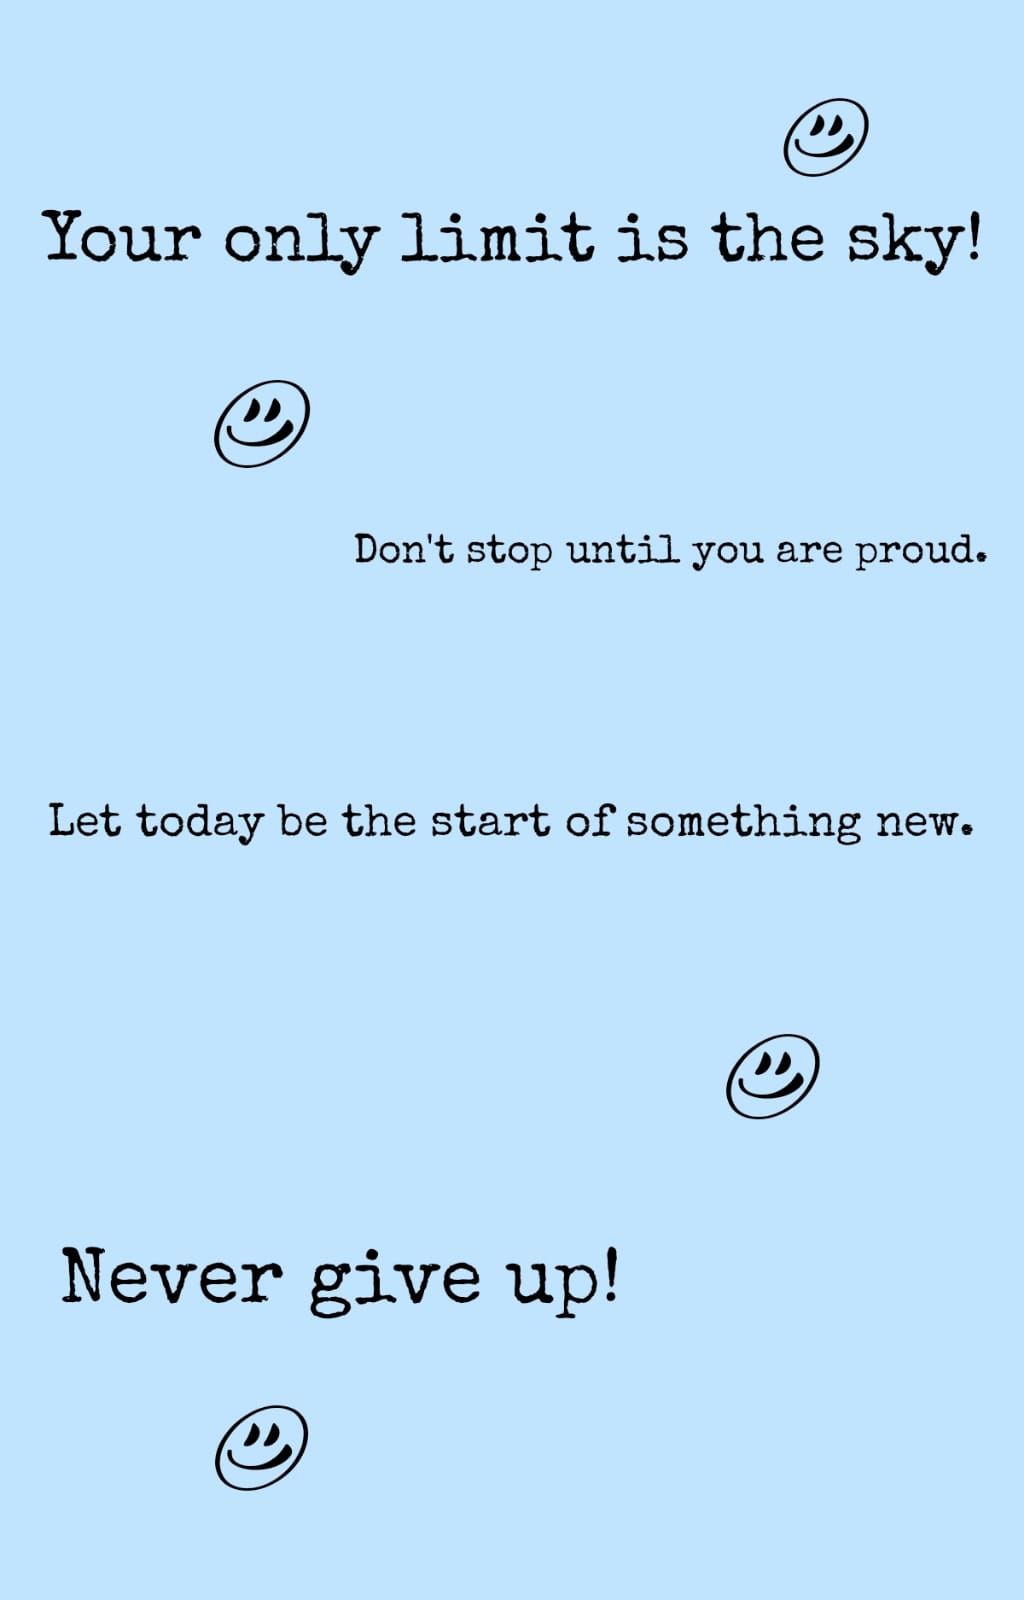 Your only limit is the sky!
Don't stop until you are proud.
Let today be the start of something new.
Never give up!